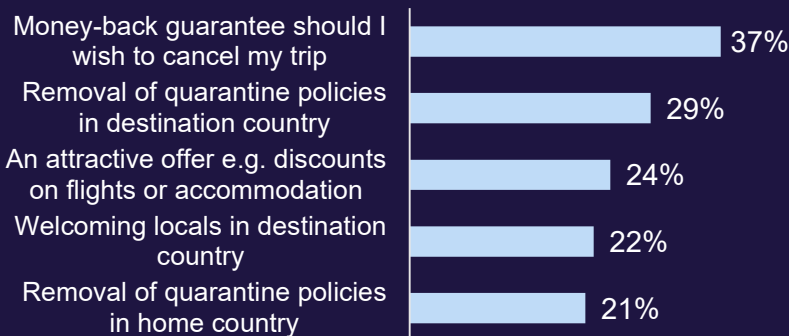 Money-back guarantee should I
wish to cancel my trip
37%
Removal of quarantine policies
in destination country
29%
An attractive offer e.g. discounts
on flights or accommodation
24%
Welcoming locals in destination
country
22%
Removal of quarantine policies
in home country
21%